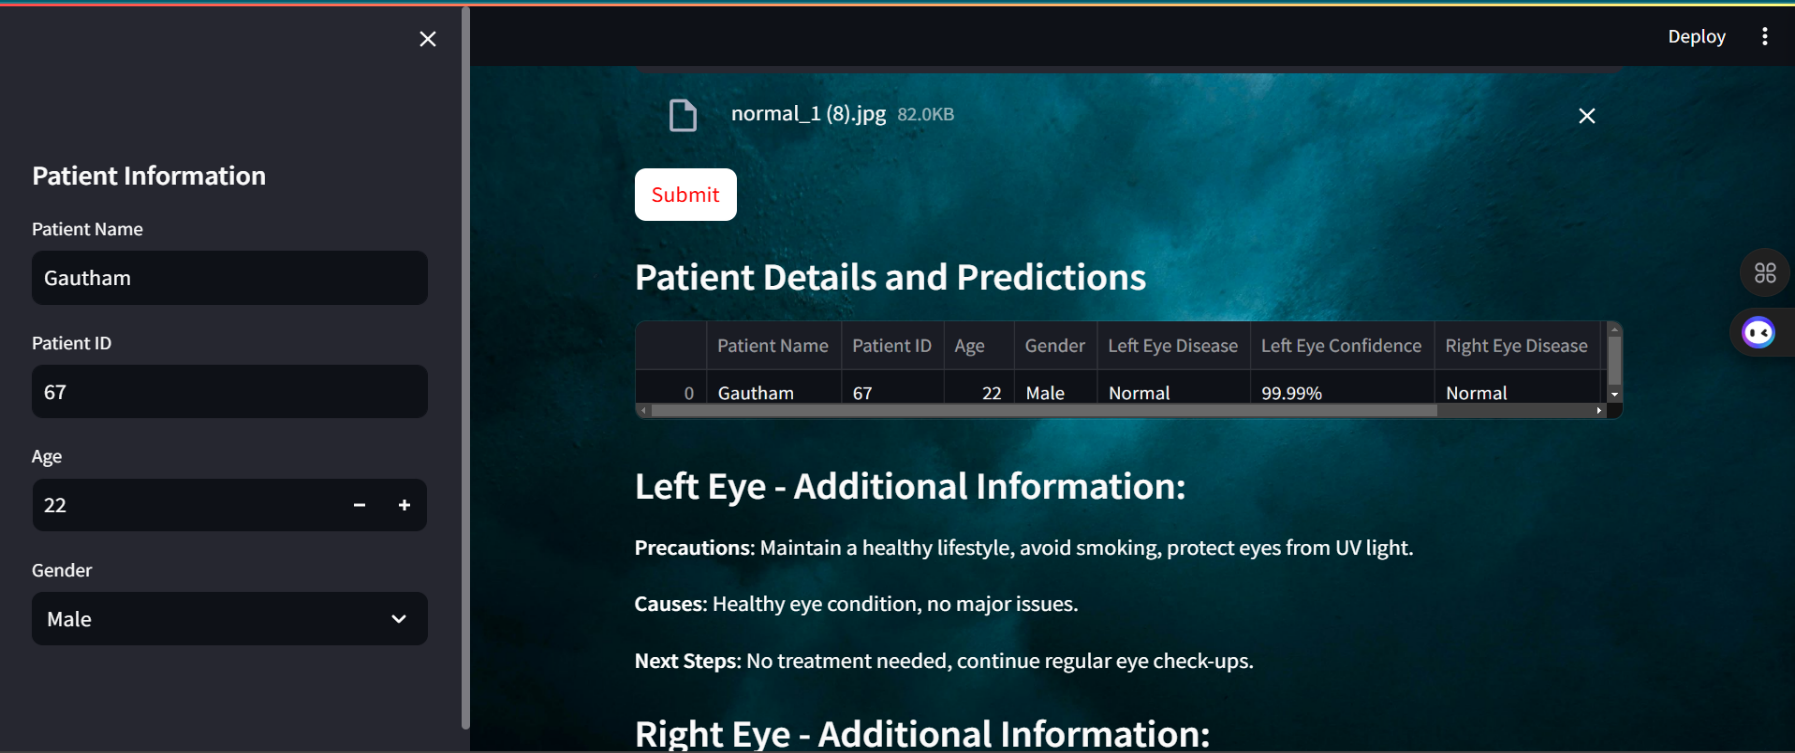 Deploy
Patient Information
Patient Name
Gautham
Patient ID
67
Age
22
Gender
Male
normal_1 (8).jpg 82.0KB
Submit
Patient Details and Predictions
Patient Name Patient ID Age Gender Left Eye Disease Left Eye Confidence Right Eye Disease
0 Gautham 67 22 Male Normal 99.99% Normal
Left Eye - Additional Information:
Precautions: Maintain a healthy lifestyle, avoid smoking, protect eyes from UV light.
Causes: Healthy eye condition, no major issues.
Next Steps: No treatment needed, continue regular eye check-ups.
Right Eye - Additional Information: